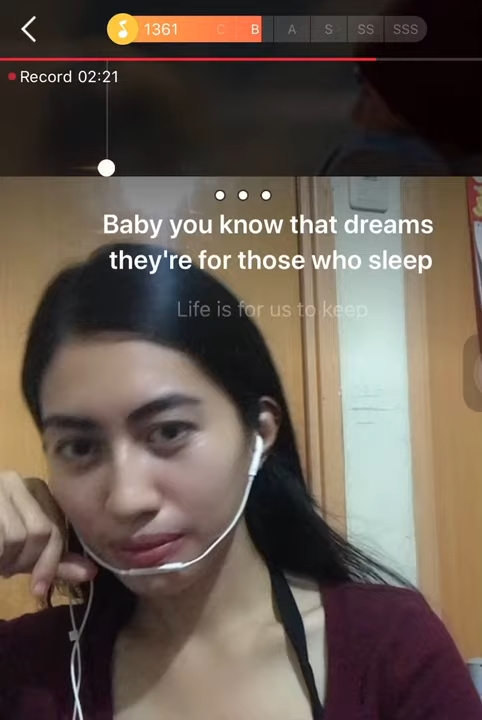 1361 C B A S SS SSS
Record 02:21
Baby you know that dreams
they're for those who sleep
Life is for us to keep